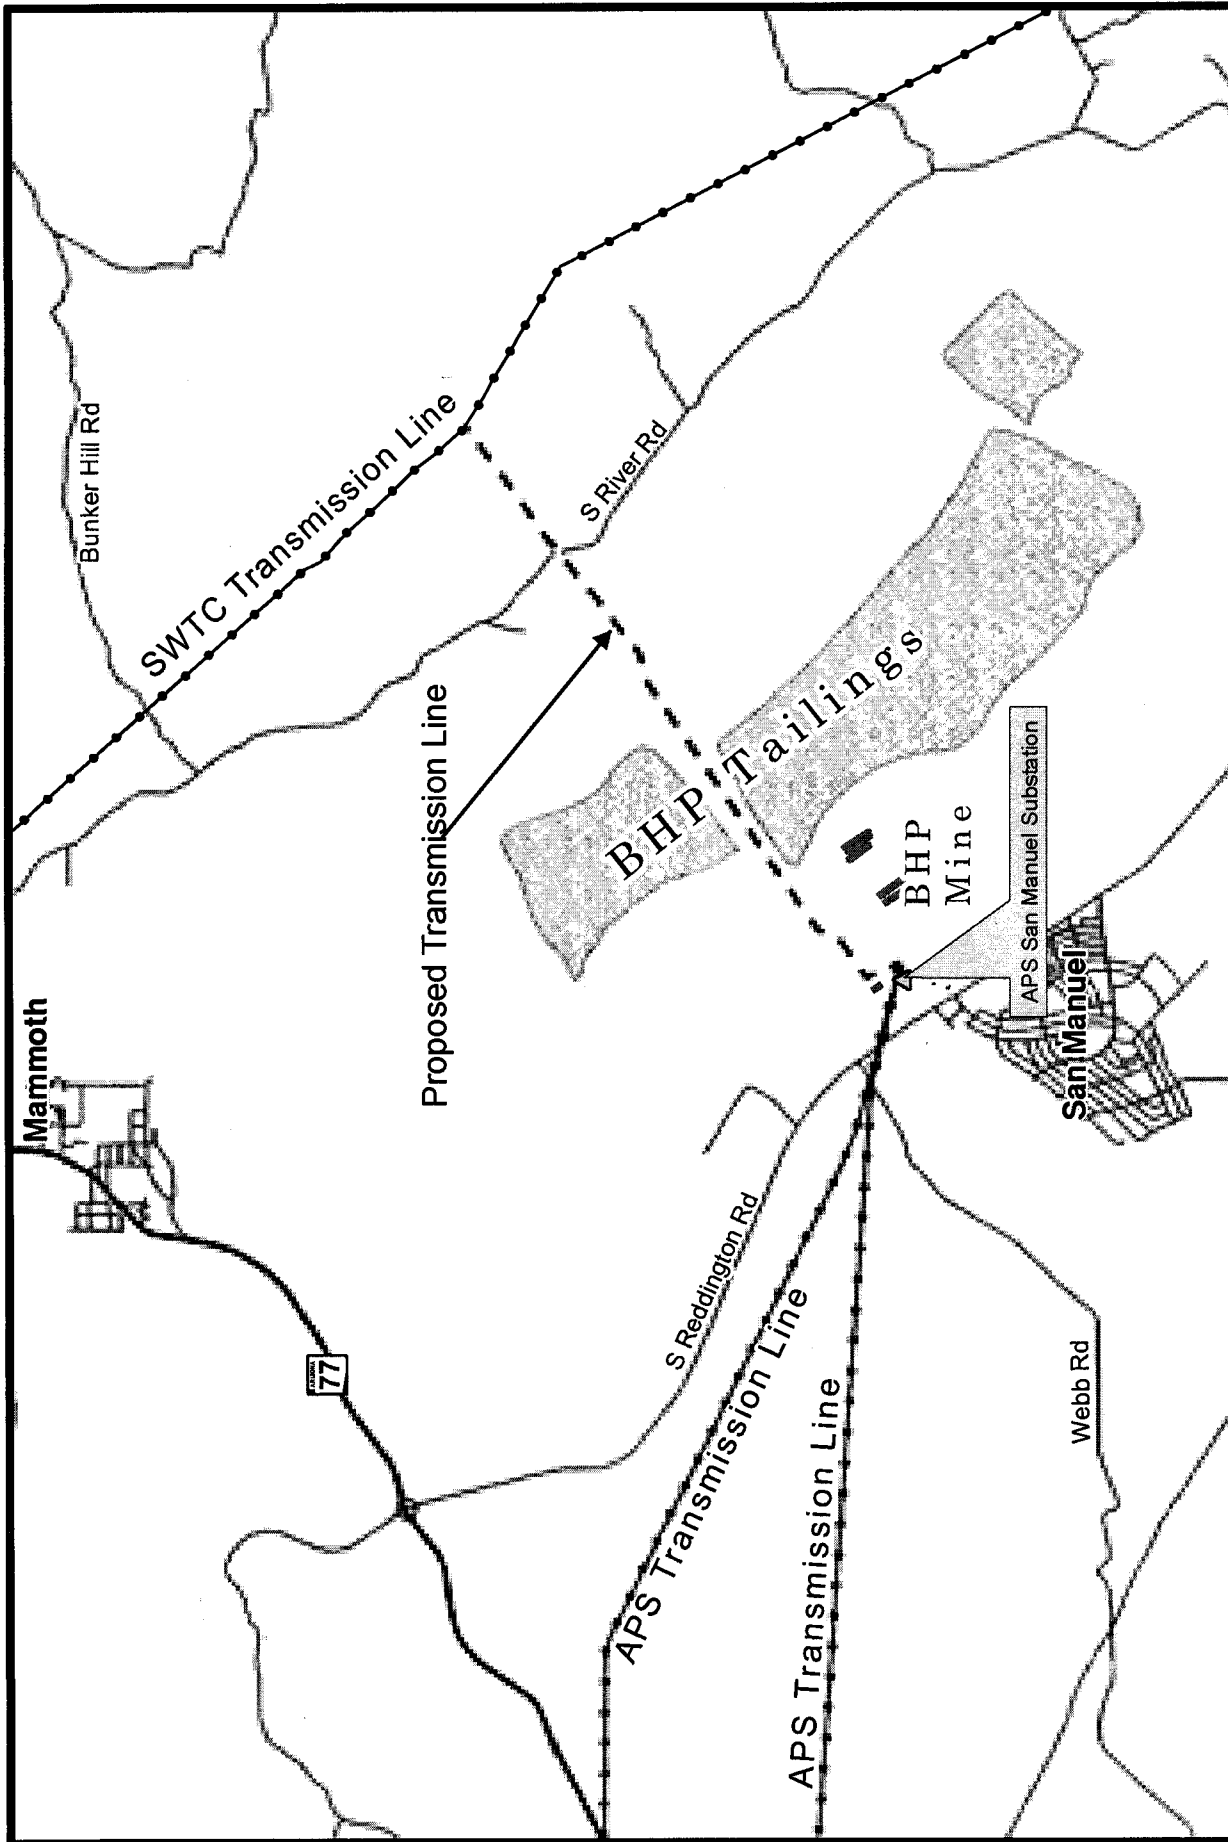 Mammoth
Bunker Hill Rd
SWTC Transmission Line
ARIZONA
77
Proposed Transmission Line
S River Rd
BHP Tailings
BHP
Mine
S Reddington Rd
APS Transmission Line
APS Transmission Line
APS San Manuel Substation
San Manuel
Webb Rd